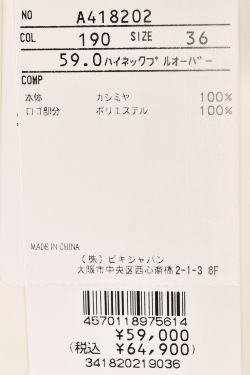 NO A418202
COL 190 SIZE 36
59.0ハイネックプルオーバー
COMP
本体 カシミヤ 100%
ロゴ部分 ポリエステル 100%
MADE IN CHINA
(株)ビキジャパン
大阪市中央区西心斎橋2-1-3 8F
4570118975614
¥59,000
(税込 ¥64,900)
341820219036